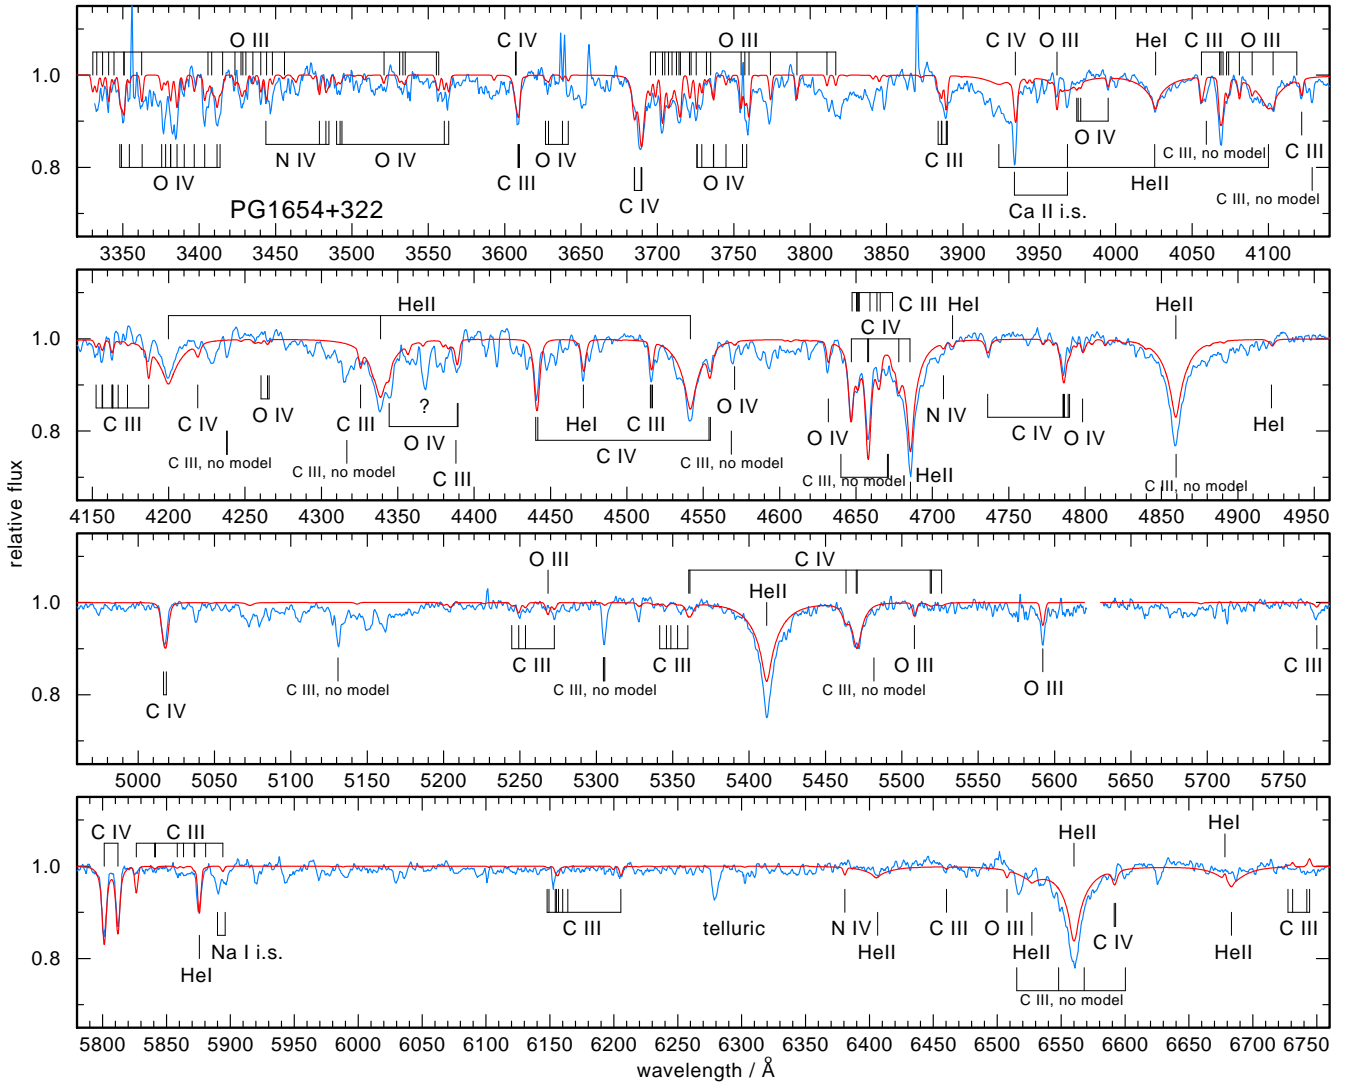 O III C IV O III C IV O III HeI C III O III
1.0
N IV O IV C III O IV O IV C III O IV C III, no model C III
0.8 O IV C IV HeII
PG1654+322 Ca II i.s. C III, no model
3350 3400 3450 3500 3550 3600 3650 3700 3750 3800 3850 3900 3950 4000 4050 4100
HeII C III HeI HeII
C IV
1.0
C III C IV O IV C III ? O IV HeI C III O IV O IV N IV C IV O IV HeI
0.8 C III, no model C III, no model C III C IV C III, no model C III, no model HeII C III, no model
4150 4200 4250 4300 4350 4400 4450 4500 4550 4600 4650 4700 4750 4800 4850 4900 4950
relative flux
O III C IV
HeII
1.0
C III C III O III O III C III
0.8 C IV C III, no model C III, no model C III, no model
5000 5050 5100 5150 5200 5250 5300 5350 5400 5450 5500 5550 5600 5650 5700 5750
C IV C III HeII HeI
1.0
HeI Na I i.s. C III telluric N IV HeII C III O III HeII C IV HeII C III
0.8
C III, no model
5800 5850 5900 5950 6000 6050 6100 6150 6200 6250 6300 6350 6400 6450 6500 6550 6600 6650 6700 6750
wavelength / Å